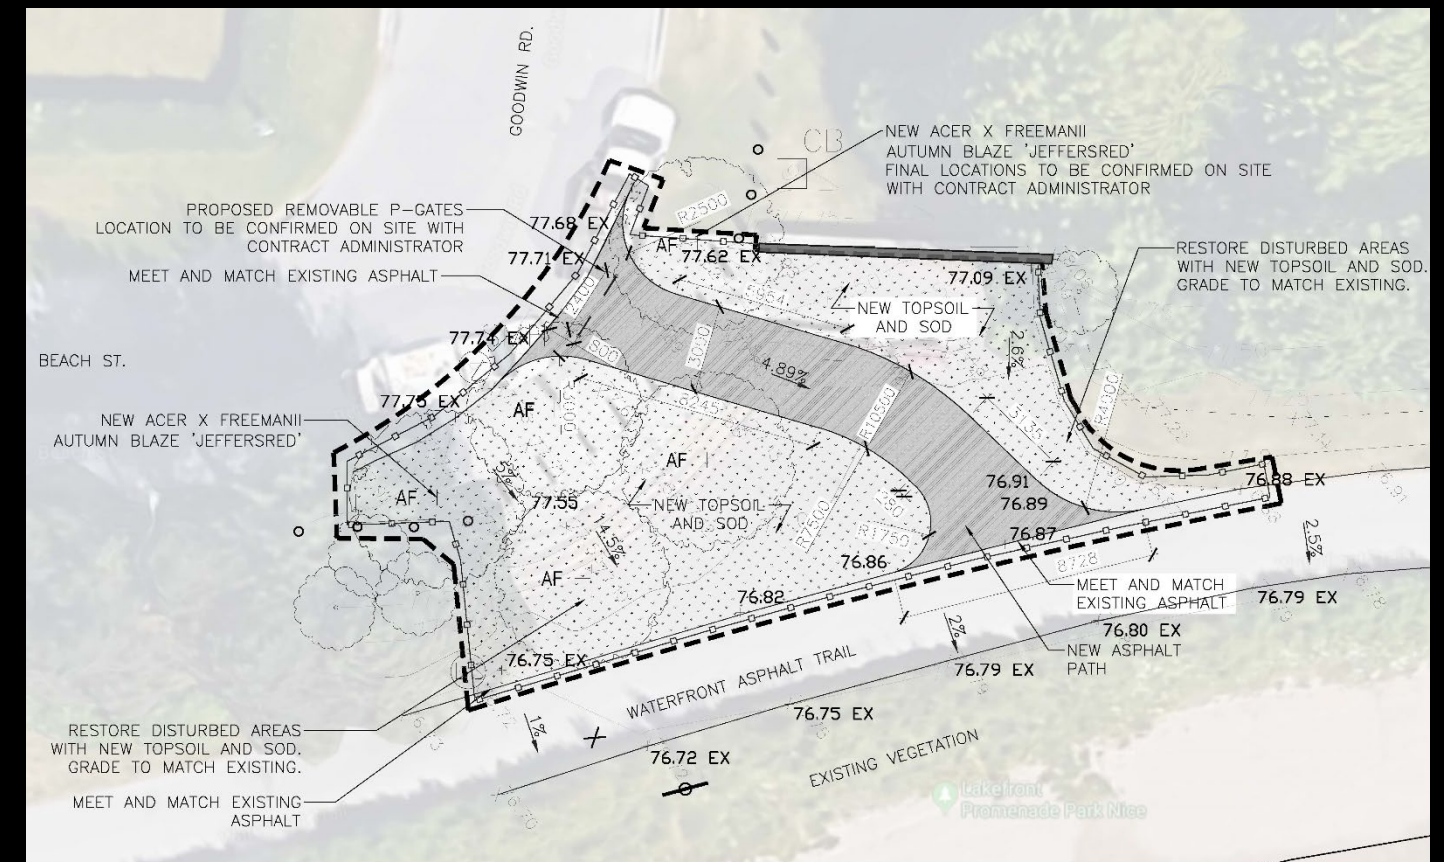 GOODWIN RD.
CB
NEW ACER X FREEMANII
AUTUMN BLAZE 'JEFFERSRED'
FINAL LOCATIONS TO BE CONFIRMED ON SITE
WITH CONTRACT ADMINISTRATOR
PROPOSED REMOVABLE P-GATES
LOCATION TO BE CONFIRMED ON SITE WITH
CONTRACT ADMINISTRATOR
77.68 EX
R2500
AF
77.62 EX
77.71 EX
MEET AND MATCH EXISTING ASPHALT
2400
77.09 EX
RESTORE DISTURBED AREAS
WITH NEW TOPSOIL AND SOD.
GRADE TO MATCH EXISTING.
NEW TOPSOIL
AND SOD
77.74 EX
3000
2.6%
BEACH ST.
4.89%
77.75 EX
AF
R10500
5135
NEW ACER X FREEMANII
AUTUMN BLAZE 'JEFFERSRED'
AF
5%
AF
77.55
NEW TOPSOIL
AND SOD
14.5%
R7500
R1750
76.91
76.89
76.87
76.88 EX
76.91
2.5%
76.86
8728
AF
76.82
MEET AND MATCH
EXISTING ASPHALT
76.79 EX
76.80 EX
2%
NEW ASPHALT
PATH
76.75 EX
76.79 EX
WATERFRONT ASPHALT TRAIL
76.75 EX
1%
RESTORE DISTURBED AREAS
WITH NEW TOPSOIL AND SOD.
GRADE TO MATCH EXISTING.
76.72 EX
EXISTING VEGETATION
MEET AND MATCH EXISTING
ASPHALT
76.70
Lakefront
Promenade Park Nice